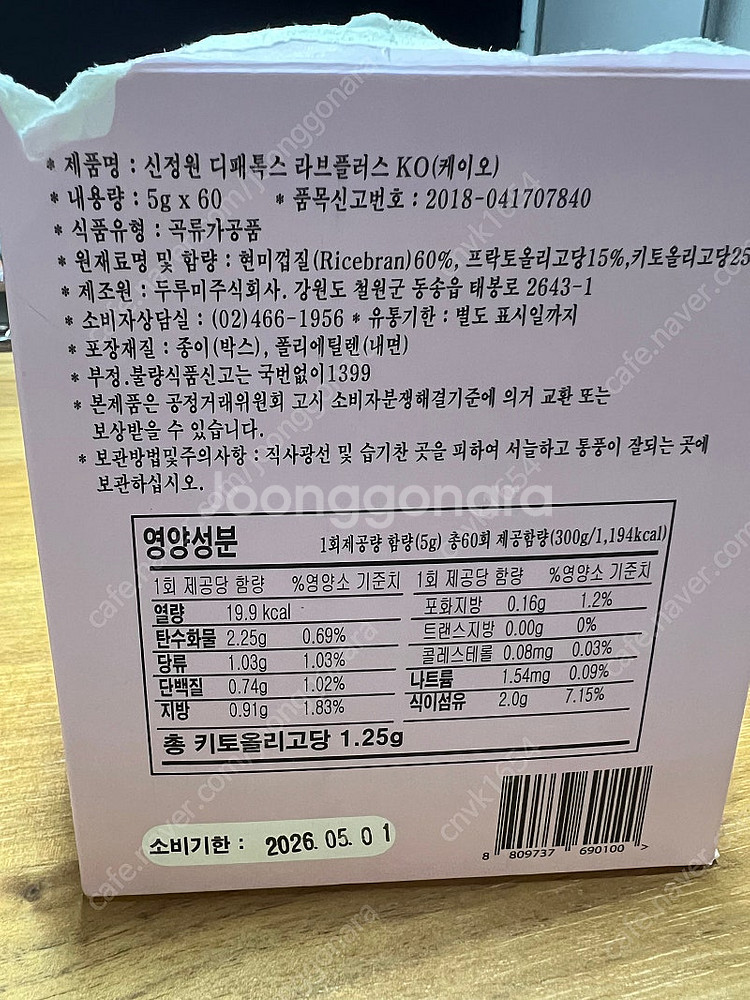 * 제품명 : 신정원 디패톡스 라브플러스 KO(케이오)
* 내용량 : 5g x 60 * 품목신고번호 : 2018-041707840
* 식품유형 : 곡류가공품
* 원재료명 및 함량 : 현미껍질(Ricebran)60%, 프락토올리고당15%,키토올리고당25
* 제조원 : 두루미주식회사. 강원도 철원군 동송읍 태봉로 2643-1
* 소비자상담실 : (02)466-1956 * 유통기한 : 별도 표시일까지
* 포장재질 : 종이(박스), 폴리에틸렌(내면)
* 부정.불량식품신고는 국번없이1399
* 본제품은 공정거래위원회 고시 소비자분쟁해결기준에 의거 교환 또는
보상받을 수 있습니다.
* 보관방법및주의사항 : 직사광선 및 습기찬 곳을 피하여 서늘하고 통풍이 잘되는 곳에
보관하십시오.
Joonggonara
영양성분 1회제공량 함량(5g) 총60회 제공함량(300g/1,194kcal)
1회 제공당 함량 %영양소 기준치 1회 제공당 함량 %영양소 기준치
열량 19.9 kcal 포화지방 0.16g 1.2%
탄수화물 2.25g 0.69% 트랜스지방 0.00g 0%
당류 1.03g 1.03% 콜레스테롤 0.08mg 0.03%
단백질 0.74g 1.02% 나트륨 1.54mg 0.09%
지방 0.91g 1.83% 식이섬유 2.0g 7.15%
총 키토올리고당 1.25g
소비기한 : 2026. 05. 01
8 809737 690100 >